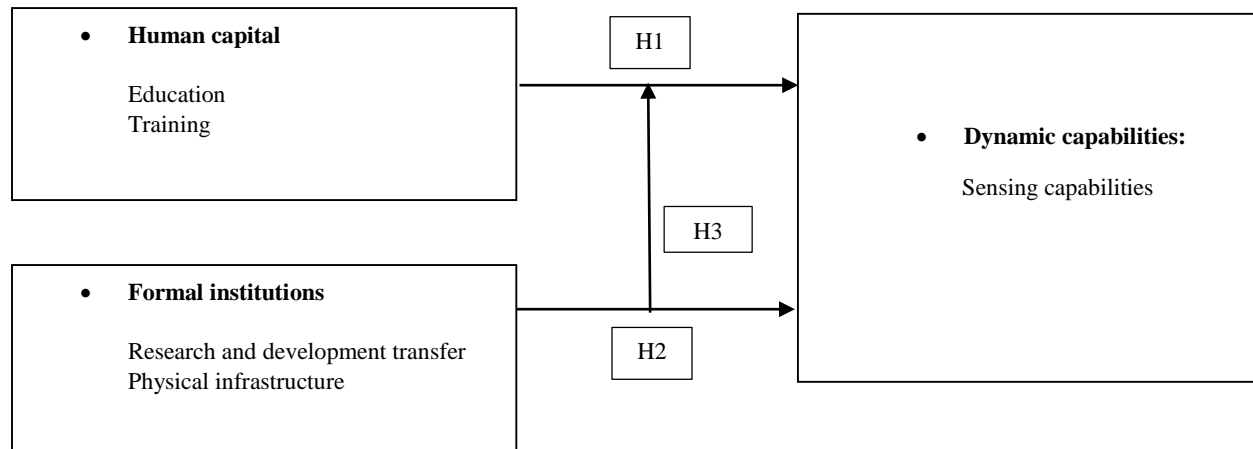 • Human capital
Education
Training
H1
• Dynamic capabilities:
Sensing capabilities
H3
• Formal institutions
Research and development transfer
Physical infrastructure
H2